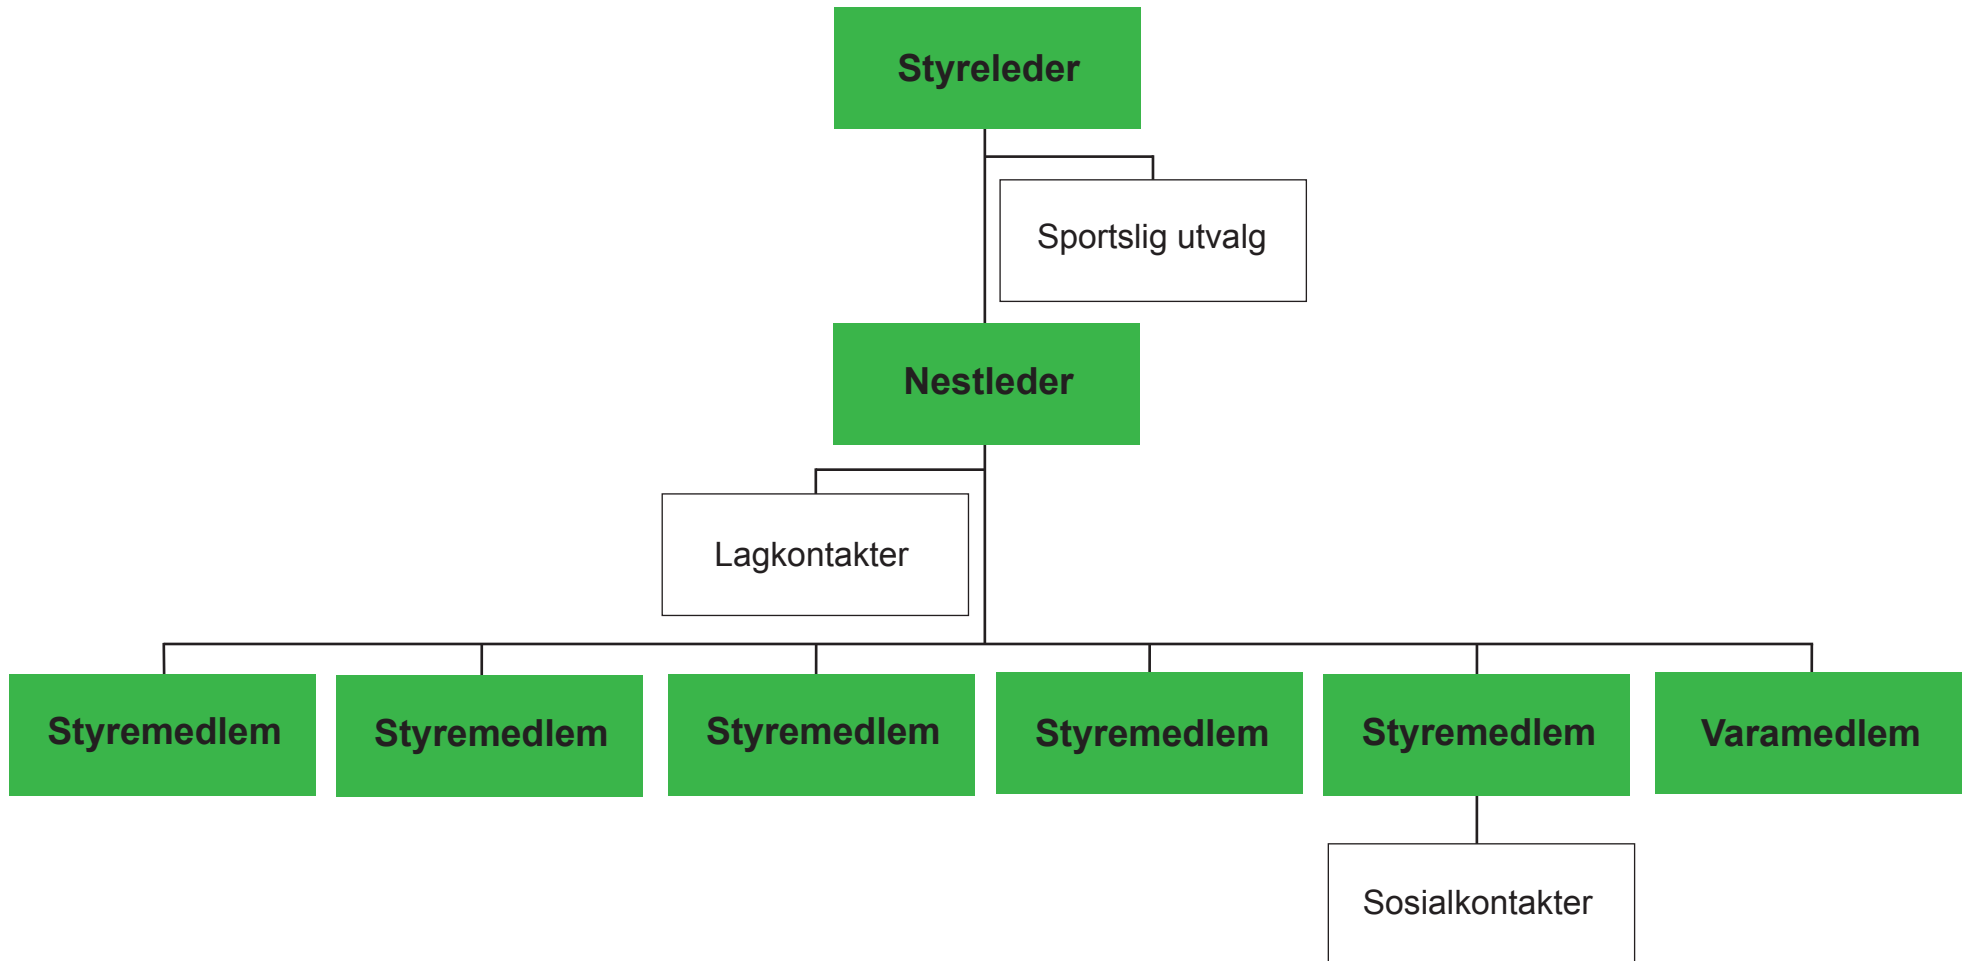 Styreleder
Sportslig utvalg
Nestleder
Lagkontakter
Styremedlem
Styremedlem
Styremedlem
Styremedlem
Styremedlem
Varamedlem
Sosialkontakter